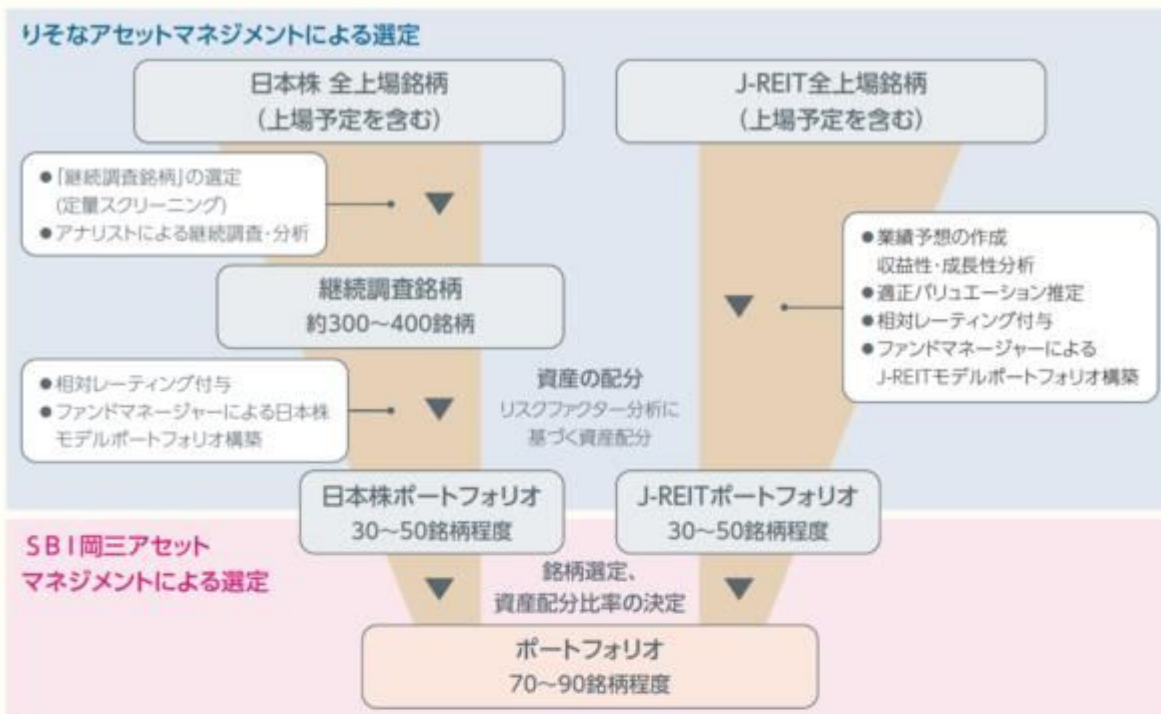 りそなアセットマネジメントによる選定
日本株 全上場銘柄
（上場予定を含む）
J-REIT全上場銘柄
（上場予定を含む）
●「継続調査銘柄」の選定
(定量スクリーニング)
●アナリストによる継続調査・分析
継続調査銘柄
約300～400銘柄
●業績予想の作成
収益性・成長性分析
●適正バリュエーション推定
●相対レーティング付与
●ファンドマネージャーによる
J-REITモデルポートフォリオ構築
●相対レーティング付与
●ファンドマネージャーによる日本株
モデルポートフォリオ構築
資産の配分
リスクファクター分析に
基づく資産配分
日本株ポートフォリオ
30～50銘柄程度
J-REITポートフォリオ
30～50銘柄程度
SBI岡三アセット
マネジメントによる選定
銘柄選定、
資産配分比率の決定
ポートフォリオ
70～90銘柄程度